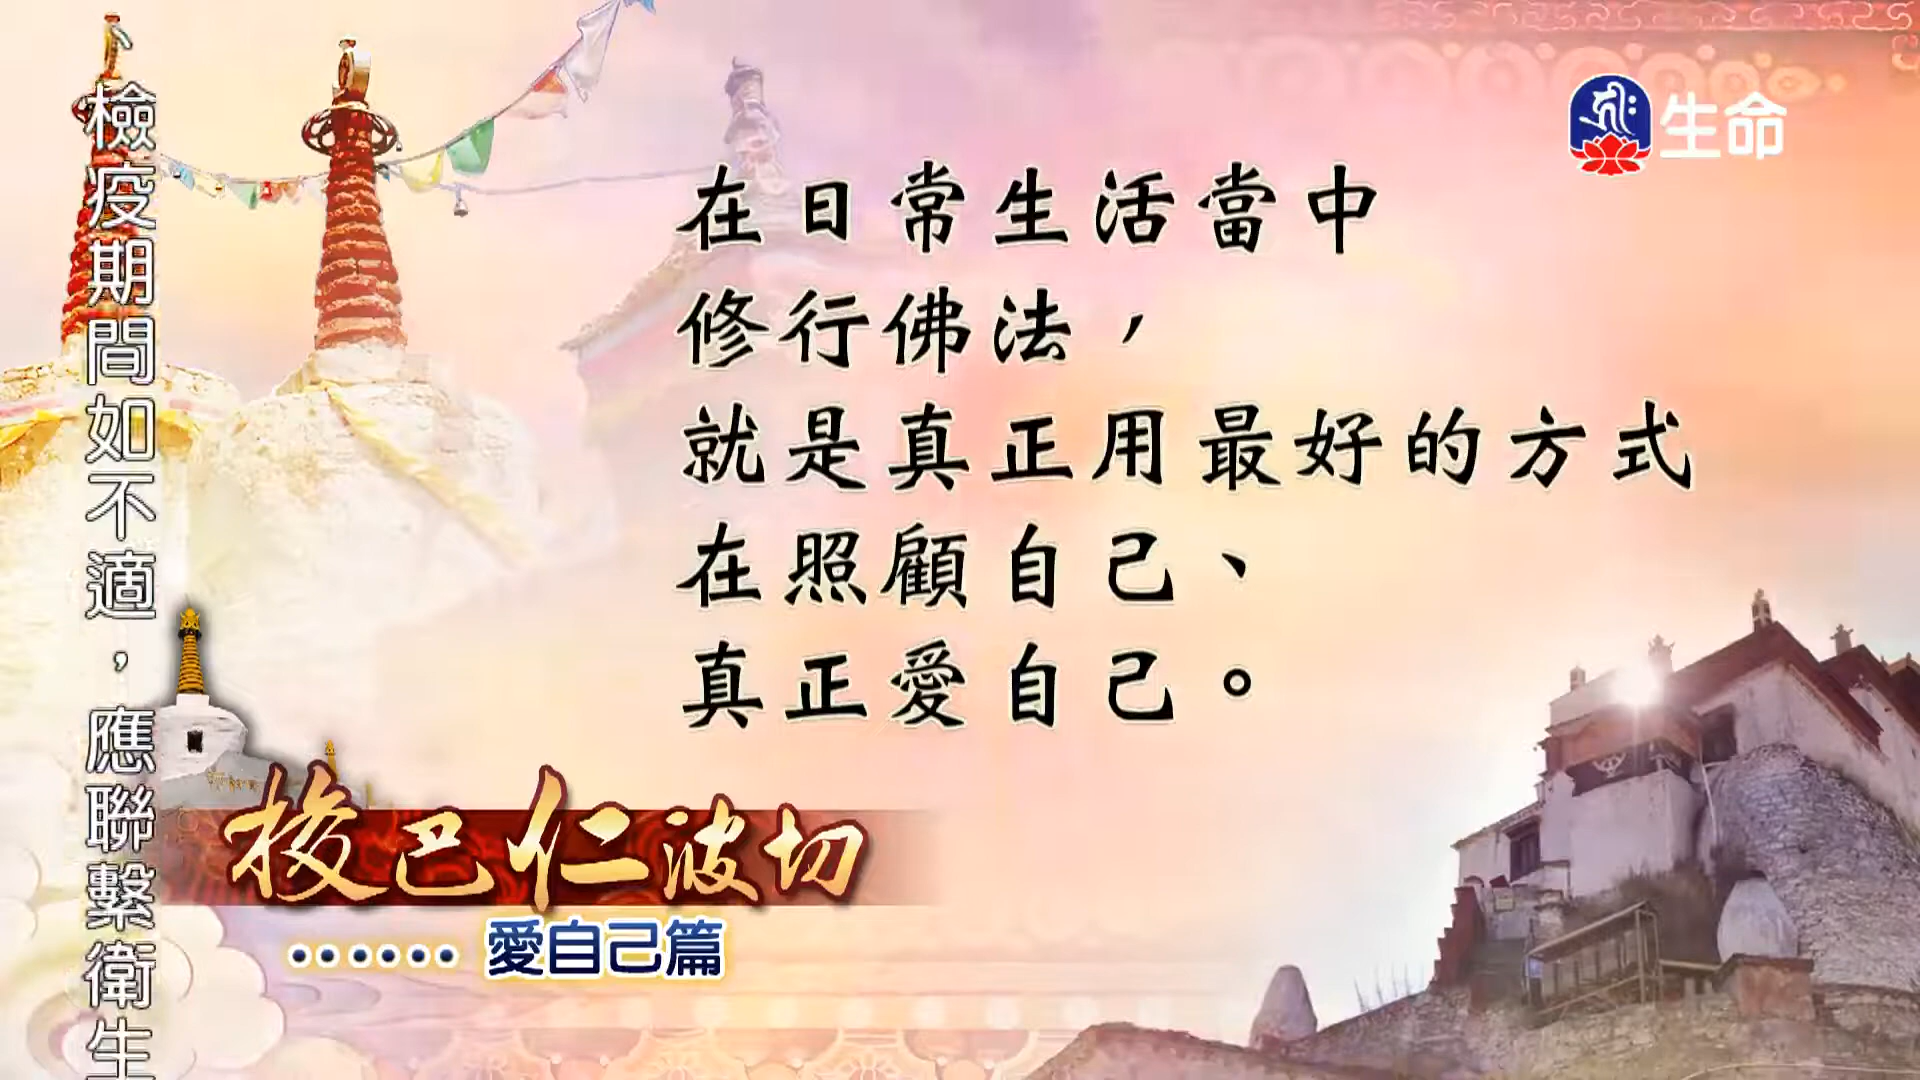 、檢疫期間如不適，應聯繫衛生
生命
在日常生活當中
修行佛法，
就是真正用最好的方式
在照顧自己、
真正愛自己。
梭巴仁波切
…… 愛自己篇